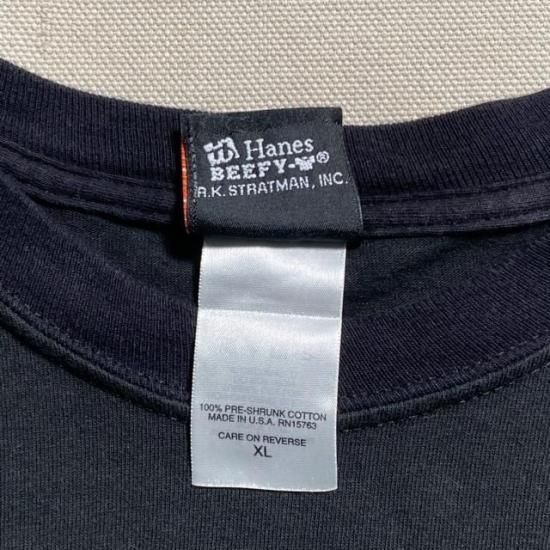 Hanes
BEEFY-T®
R.K. STRATMAN, INC.
100% PRE-SHRUNK COTTON
MADE IN U.S.A. RN15763
CARE ON REVERSE
XL